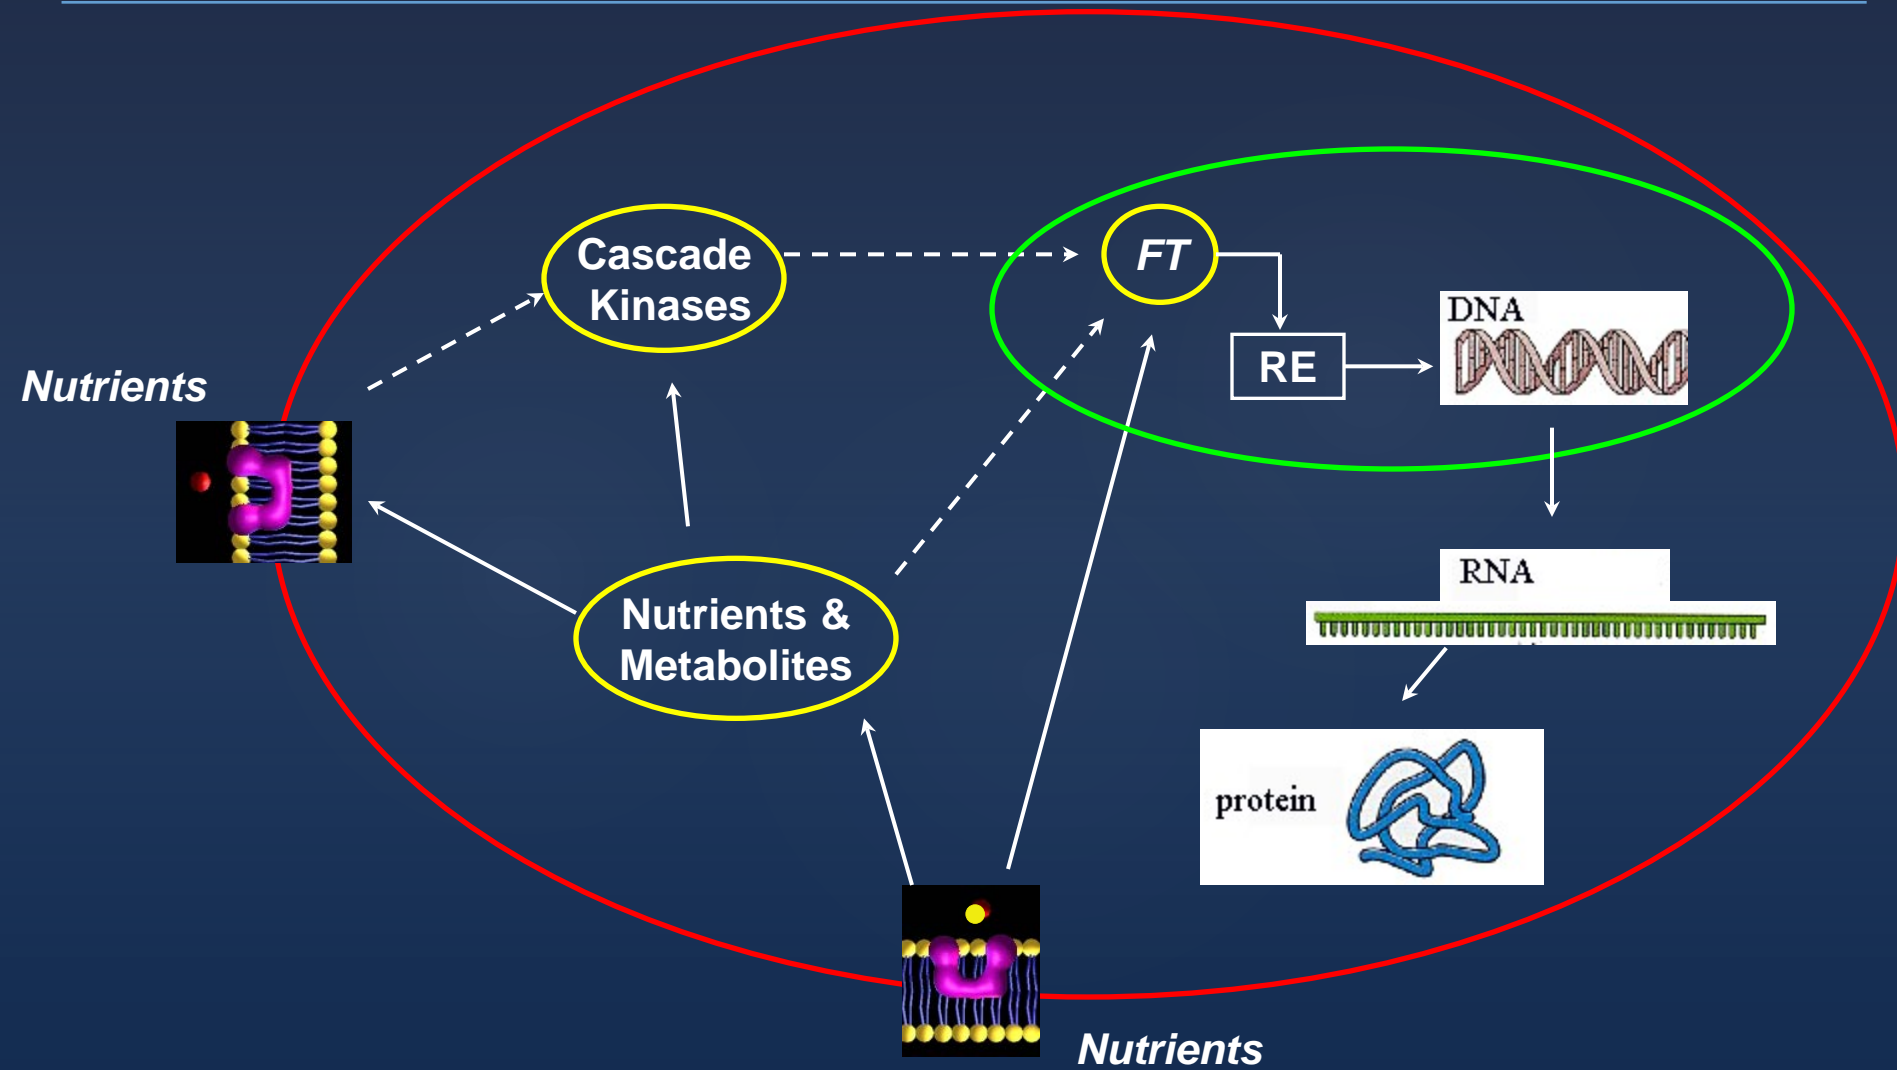 Cascade
Kinases
FT
DNA
RE
Nutrients
RNA
Nutrients &
Metabolites
protein
Nutrients